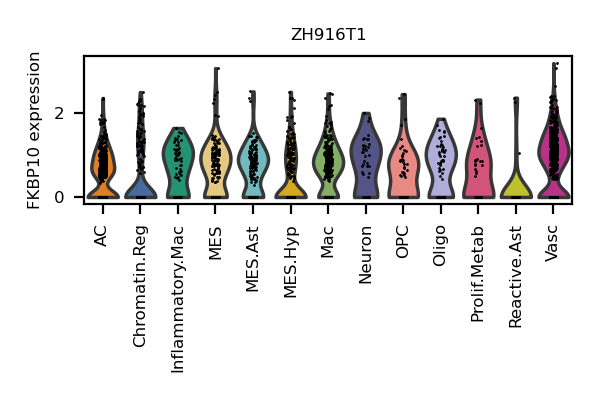 ZH916T1
FKBP10 expression
2
0
AC
Chromatin.Reg
Inflammatory.Mac
MES
MES.Ast
MES.Hyp
Mac
Neuron
OPC
Oligo
Prolif.Metab
Reactive.Ast
Vasc